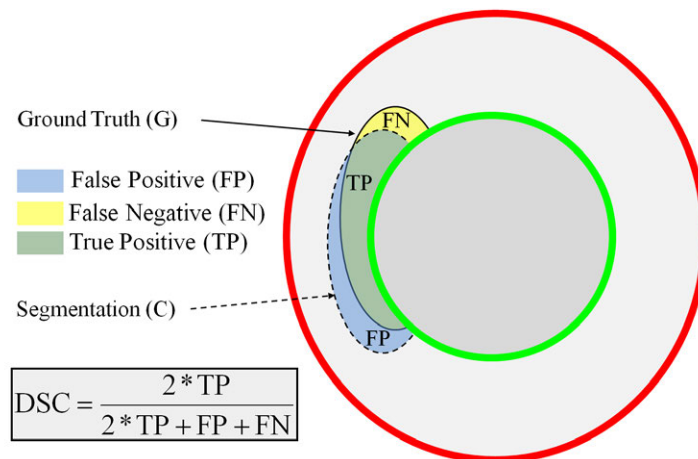 FN
Ground Truth (G)
TP
False Positive (FP)
False Negative (FN)
True Positive (TP)
Segmentation (C)
FP
DSC = 2*TP / 2*TP + FP + FN